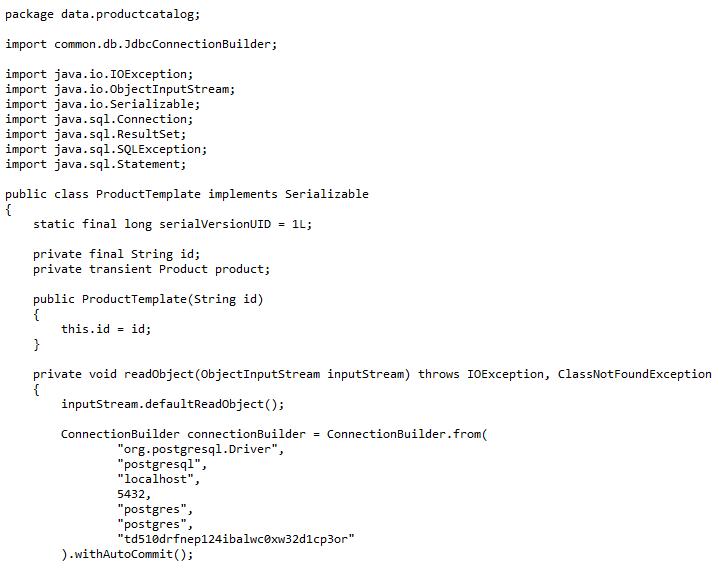 package data.productcatalog;
import common.db.JdbcConnectionBuilder;
import java.io.IOException;
import java.io.ObjectInputStream;
import java.io.Serializable;
import java.sql.Connection;
import java.sql.ResultSet;
import java.sql.SQLException;
import java.sql.Statement;
public class ProductTemplate implements Serializable
{
    static final long serialVersionUID = 1L;
    private final String id;
    private transient Product product;
    public ProductTemplate(String id)
    {
        this.id = id;
    }
    private void readObject(ObjectInputStream inputStream) throws IOException, ClassNotFoundException
    {
        inputStream.defaultReadObject();
        ConnectionBuilder connectionBuilder = ConnectionBuilder.from(
                "org.postgresql.Driver",
                "postgresql",
                "localhost",
                5432,
                "postgres",
                "postgres",
                "td510drfnep124ibalwc0xw32d1cp3or"
        ).withAutoCommit();